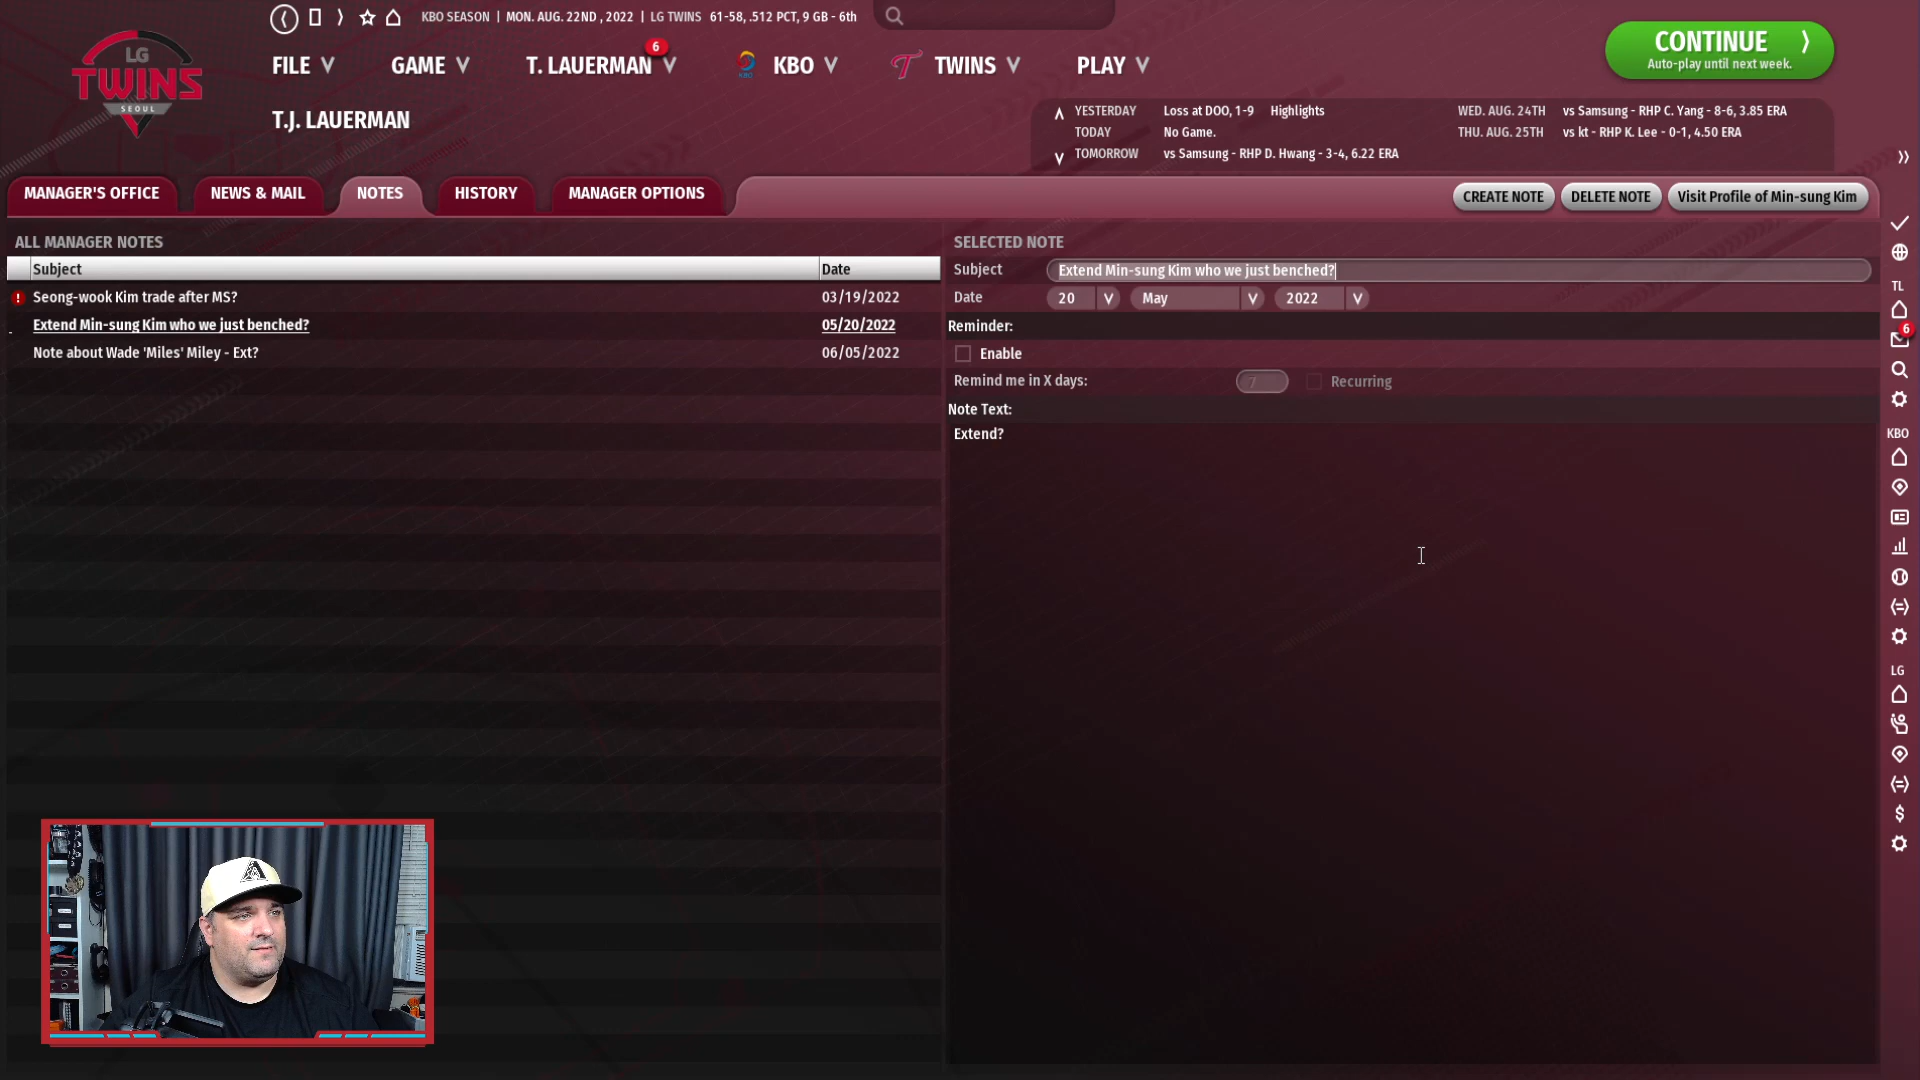 KBO SEASON | MON. AUG. 22ND , 2022 | LG TWINS 61-58, .512 PCT, 9 GB - 6th
LG
TWINS
SEOUL
FILE
GAME
T. LAUERMAN
6
KBO
KBO
TWINS
PLAY
CONTINUE
Auto-play until next week.
T.J. LAUERMAN
YESTERDAY Loss at DOO, 1-9 Highlights
TODAY No Game.
TOMORROW vs Samsung - RHP D. Hwang - 3-4, 6.22 ERA
WED. AUG. 24TH vs Samsung - RHP C. Yang - 8-6, 3.85 ERA
THU. AUG. 25TH vs kt - RHP K. Lee - 0-1, 4.50 ERA
MANAGER'S OFFICE
NEWS & MAIL
NOTES
HISTORY
MANAGER OPTIONS
CREATE NOTE
DELETE NOTE
Visit Profile of Min-sung Kim
ALL MANAGER NOTES
Subject Date
Seong-wook Kim trade after MS? 03/19/2022
Extend Min-sung Kim who we just benched? 05/20/2022
Note about Wade 'Miles' Miley - Ext? 06/05/2022
SELECTED NOTE
Subject Extend Min-sung Kim who we just benched?
Date 20 May 2022
Reminder:
Enable
Remind me in X days: 7 Recurring
Note Text:
Extend?
TL
6
KBO
LG